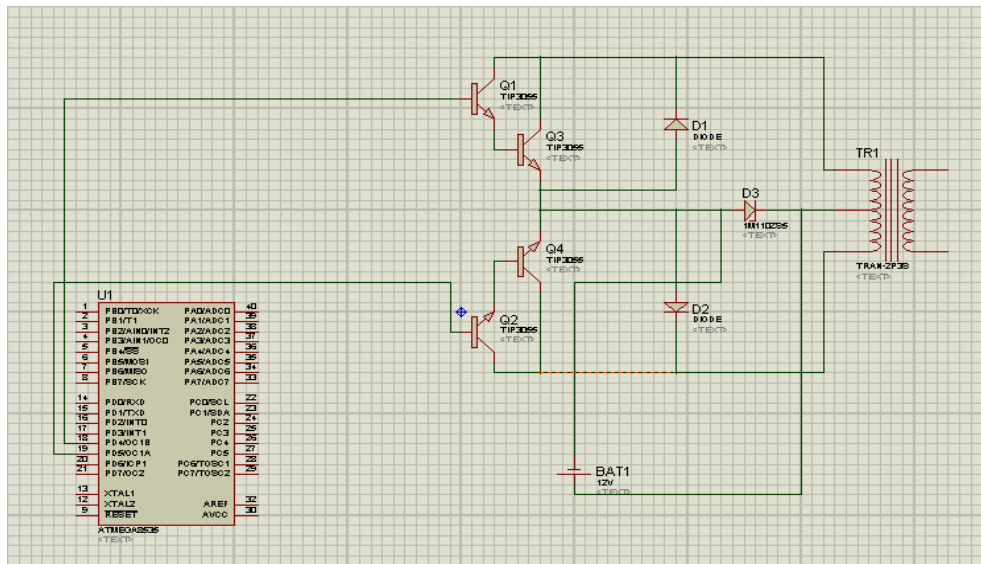 Q1
TIP3055
<TEXT>
Q3
TIP3055
<TEXT>
D1
DIODE
<TEXT>
TR1
TRAN-2P3S
<TEXT>
D3
1M110ZS5
<TEXT>
Q4
TIP3055
<TEXT>
D2
DIODE
<TEXT>
Q2
TIP3055
<TEXT>
BAT1
12V
<TEXT>
U1
1 PB0/T0/XCK PA0/ADC0 40
2 PB1/T1 PA1/ADC1 39
3 PB2/AIN0/INT2 PA2/ADC2 38
4 PB3/AIN1/OC0 PA3/ADC3 37
5 PB4/SS PA4/ADC4 36
6 PB5/MOSI PA5/ADC5 35
7 PB6/MISO PA6/ADC6 34
8 PB7/SCK PA7/ADC7 33
14 PD0/RXD PC0/SCL 22
15 PD1/TXD PC1/SDA 23
16 PD2/INT0 PC2 24
17 PD3/INT1 PC3 25
18 PD4/OC1B PC4 26
19 PD5/OC1A PC5 27
20 PD6/ICP1 PC6/TOSC1 28
21 PD7/OC2 PC7/TOSC2 29
13 XTAL1
12 XTAL2 AREF 32
9 RESET AVCC 30
ATMEGA8535
<TEXT>